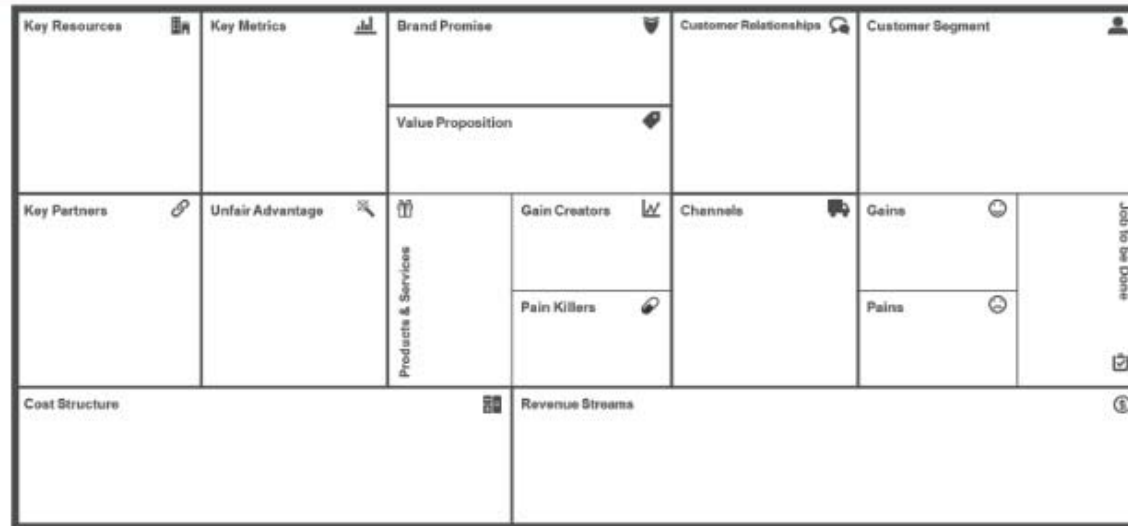 Key Resources
Key Metrics
Brand Promise
Customer Relationships
Customer Segment
Value Proposition
Key Partners
Unfair Advantage
Products & Services
Gain Creators
Channels
Gains
Job to be Done
Pain Killers
Pains
Cost Structure
Revenue Streams